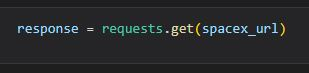 response = requests.get(spacex_url)